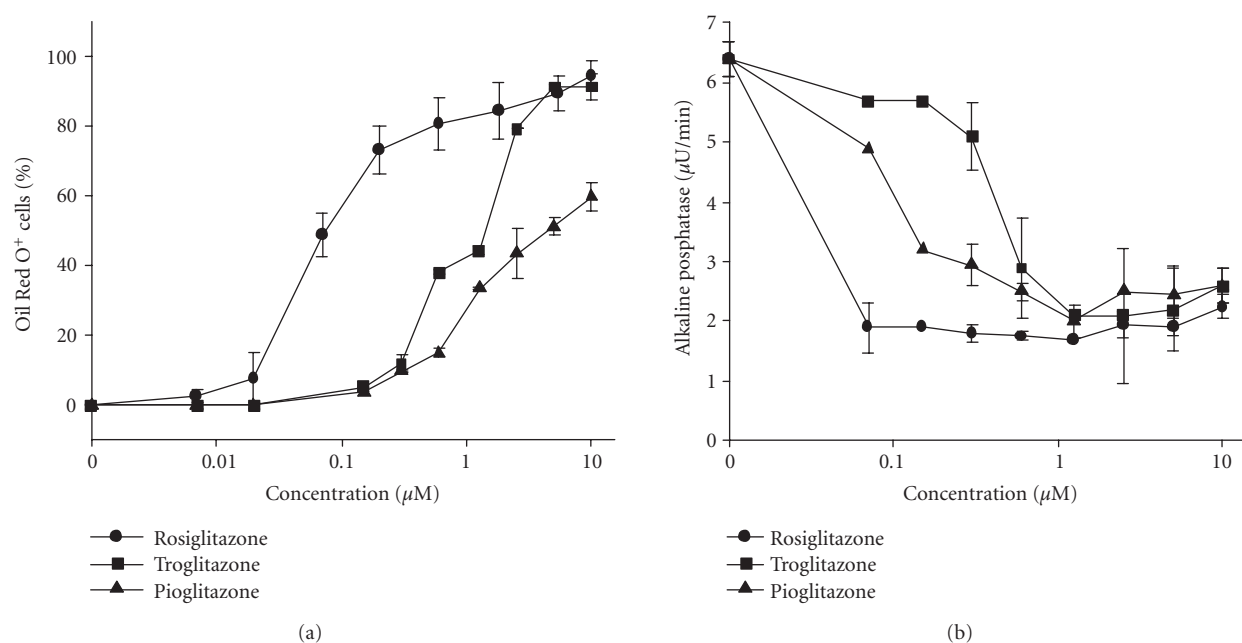 100
80
60
40
20
0
Oil Red O⁺ cells (%)
0
0.01
0.1
1
10
Concentration (μM)
Rosiglitazone
Troglitazone
Pioglitazone
(a)
7
6
5
4
3
2
1
0
Alkaline posphatase (μU/min)
0
0.1
1
10
Concentration (μM)
Rosiglitazone
Troglitazone
Pioglitazone
(b)